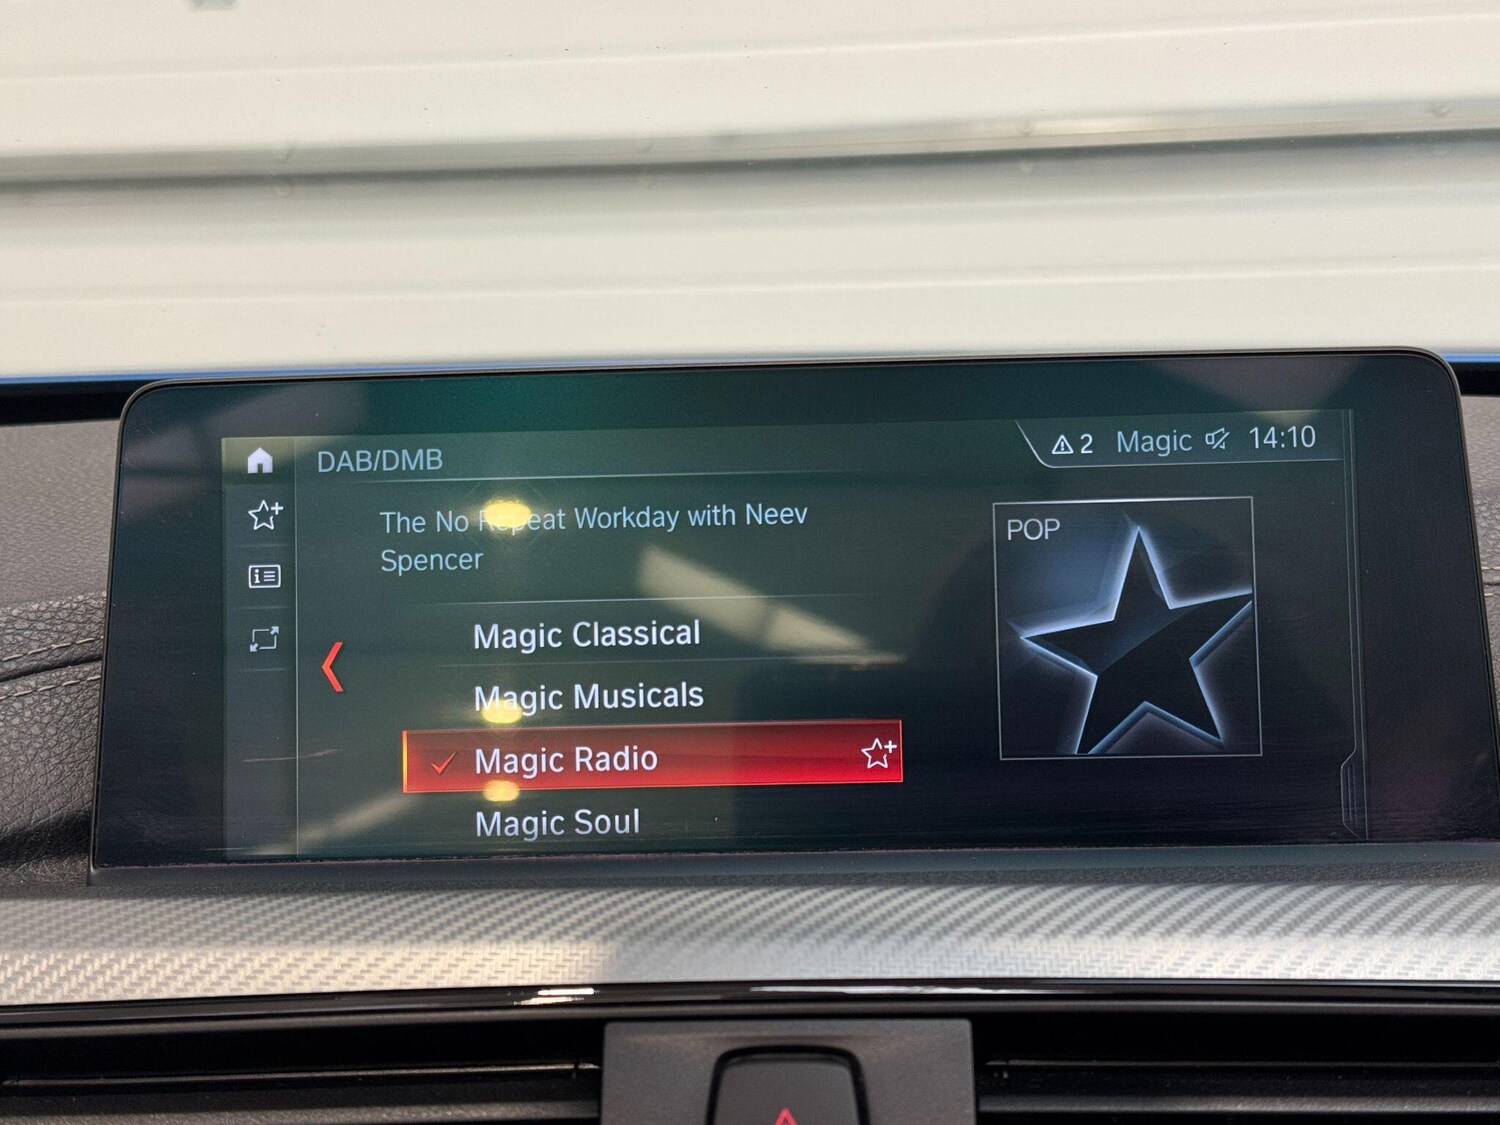 DAB/DMB
2 Magic 14:10
The No Repeat Workday with Neev
Spencer
POP
Magic Classical
Magic Musicals
Magic Radio
Magic Soul